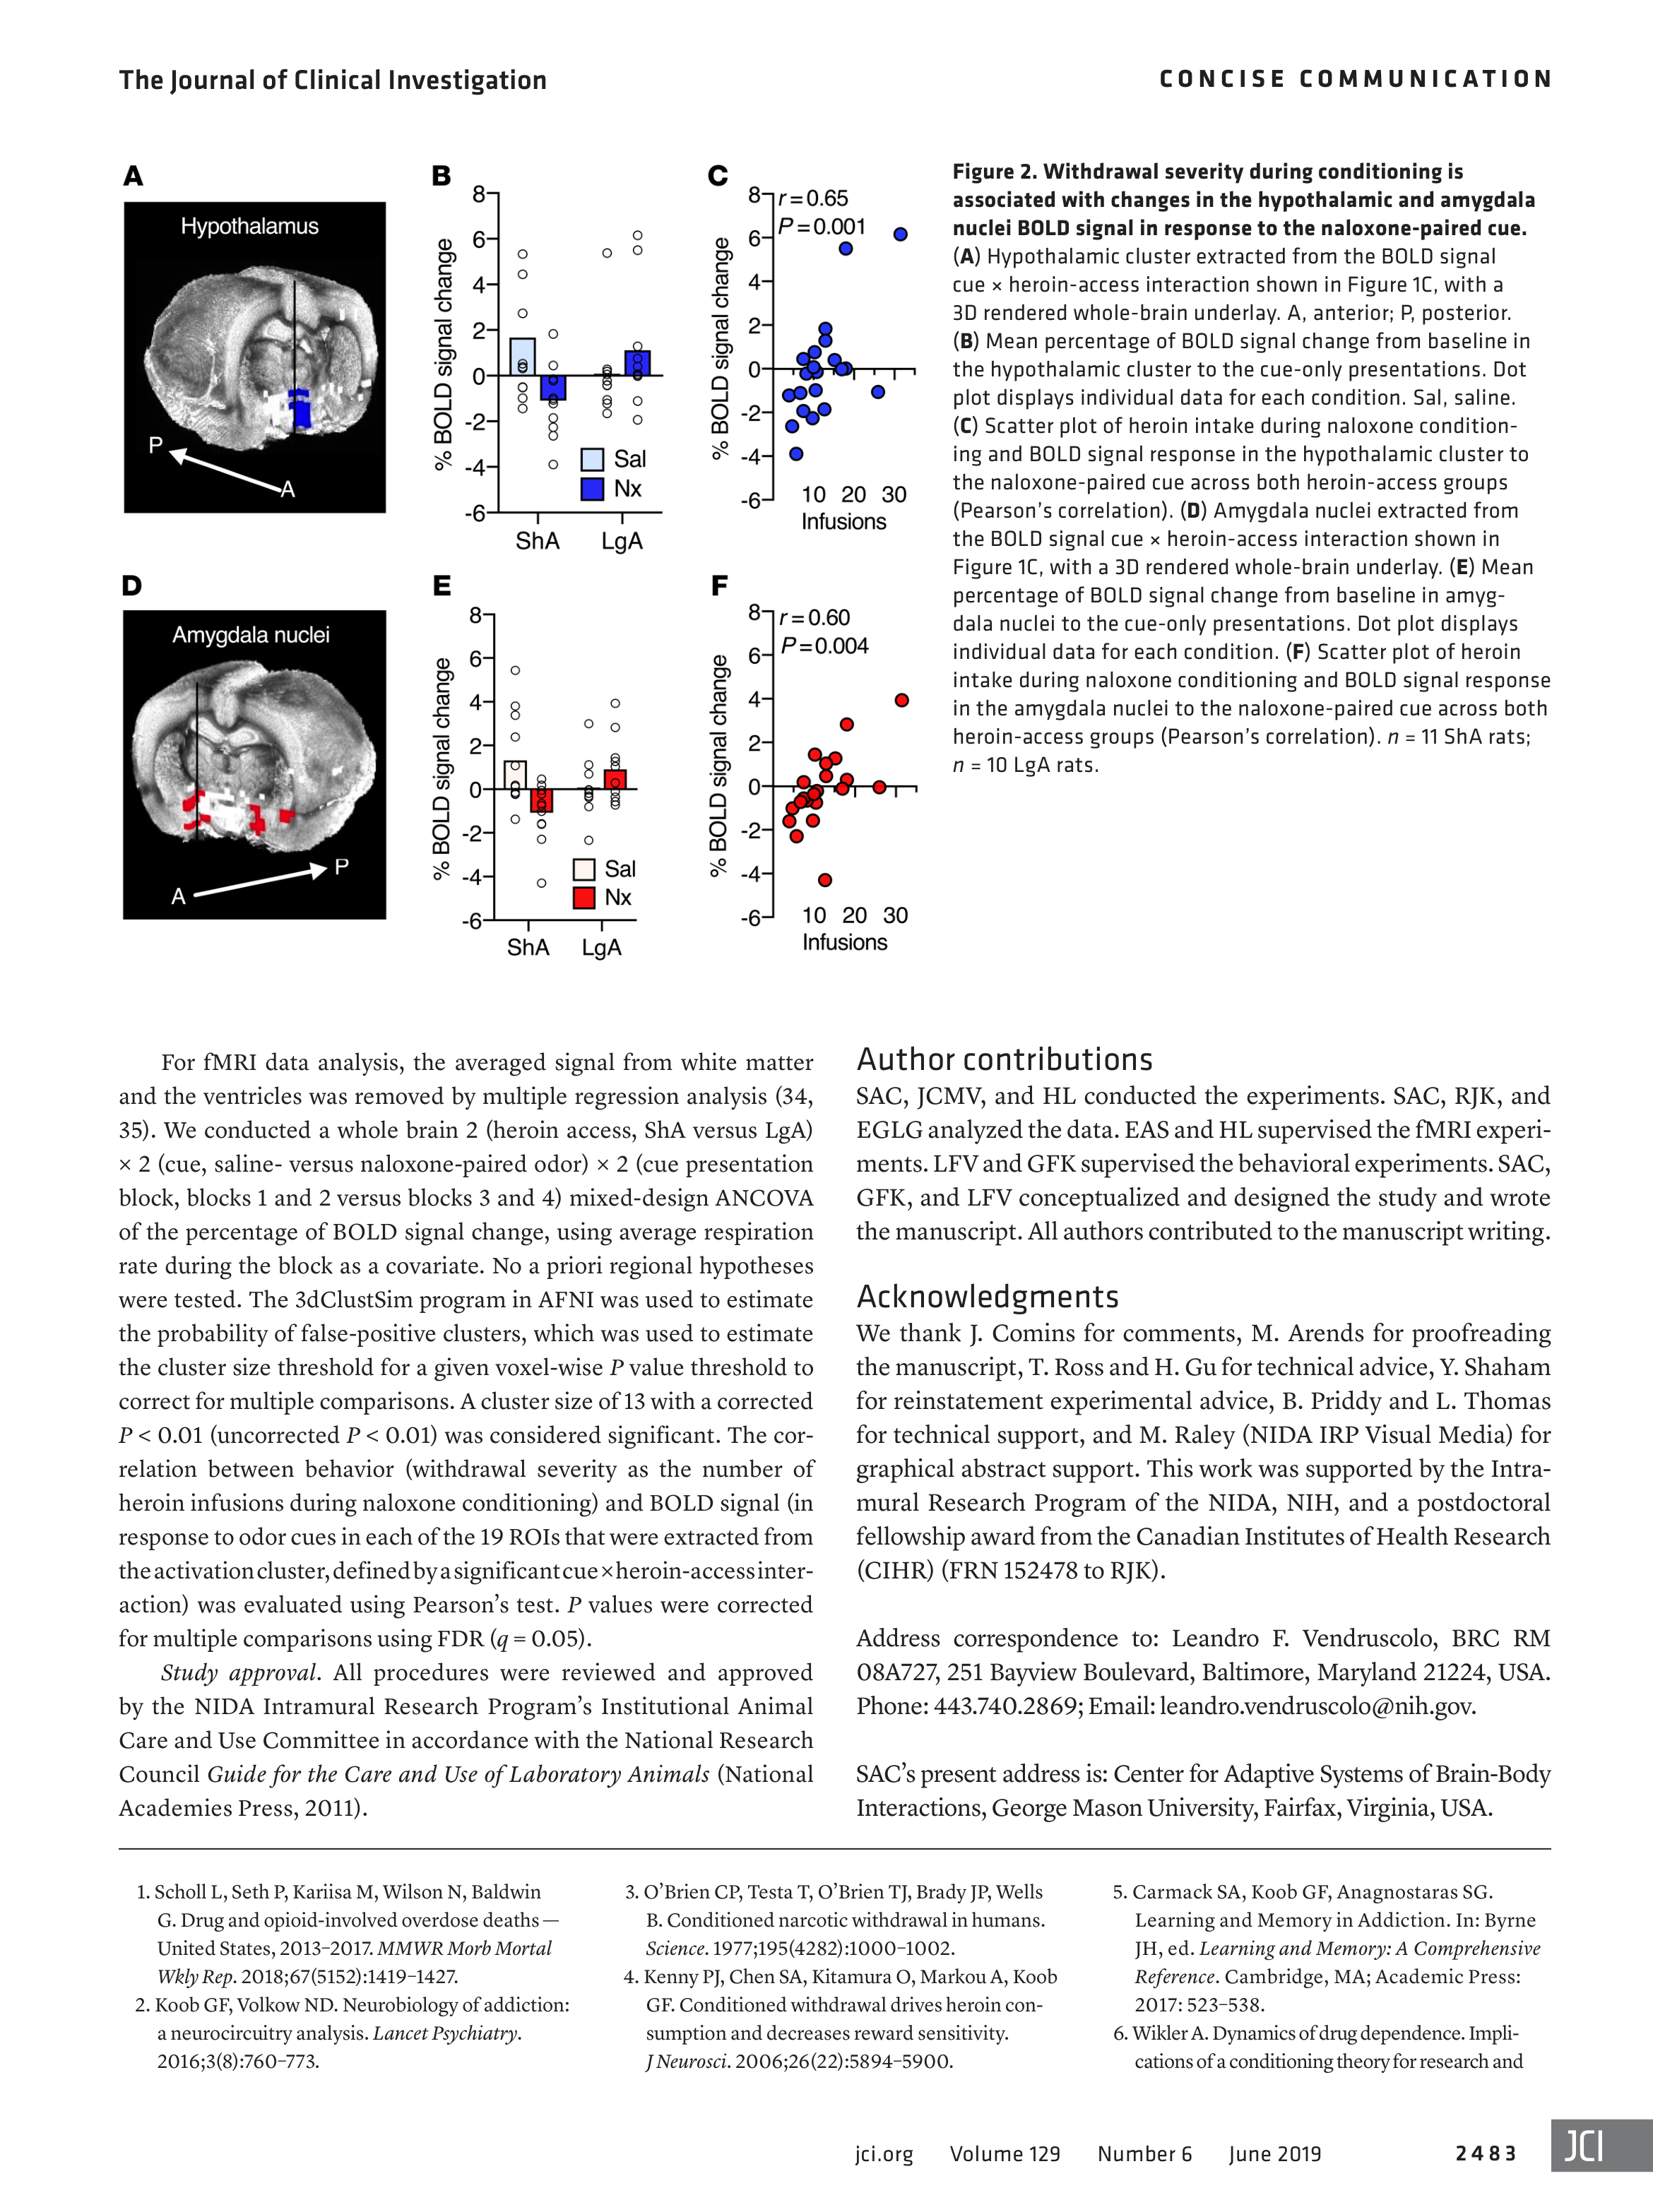 The Journal of Clinical Investigation
CONCISE COMMUNICATION
A
Hypothalamus
P
A
B
% BOLD signal change
8
6
4
2
0
-2
-4
-6
Sal
Nx
ShA LgA
C
% BOLD signal change
8
6
4
2
0
-2
-4
-6
r = 0.65
P = 0.001
10 20 30
Infusions
D
Amygdala nuclei
A
P
E
% BOLD signal change
8
6
4
2
0
-2
-4
-6
Sal
Nx
ShA LgA
F
% BOLD signal change
8
6
4
2
0
-2
-4
-6
r = 0.60
P = 0.004
10 20 30
Infusions
Figure 2. Withdrawal severity during conditioning is
associated with changes in the hypothalamic and amygdala
nuclei BOLD signal in response to the naloxone-paired cue.
(A) Hypothalamic cluster extracted from the BOLD signal
cue × heroin-access interaction shown in Figure 1C, with a
3D rendered whole-brain underlay. A, anterior; P, posterior.
(B) Mean percentage of BOLD signal change from baseline in
the hypothalamic cluster to the cue-only presentations. Dot
plot displays individual data for each condition. Sal, saline.
(C) Scatter plot of heroin intake during naloxone condition-
ing and BOLD signal response in the hypothalamic cluster to
the naloxone-paired cue across both heroin-access groups
(Pearson's correlation). (D) Amygdala nuclei extracted from
the BOLD signal cue × heroin-access interaction shown in
Figure 1C, with a 3D rendered whole-brain underlay. (E) Mean
percentage of BOLD signal change from baseline in amyg-
dala nuclei to the cue-only presentations. Dot plot displays
individual data for each condition. (F) Scatter plot of heroin
intake during naloxone conditioning and BOLD signal response
in the amygdala nuclei to the naloxone-paired cue across both
heroin-access groups (Pearson's correlation). n = 11 ShA rats;
n = 10 LgA rats.
For fMRI data analysis, the averaged signal from white matter
and the ventricles was removed by multiple regression analysis (34,
35). We conducted a whole brain 2 (heroin access, ShA versus LgA)
× 2 (cue, saline- versus naloxone-paired odor) × 2 (cue presentation
block, blocks 1 and 2 versus blocks 3 and 4) mixed-design ANCOVA
of the percentage of BOLD signal change, using average respiration
rate during the block as a covariate. No a priori regional hypotheses
were tested. The 3dClustSim program in AFNI was used to estimate
the probability of false-positive clusters, which was used to estimate
the cluster size threshold for a given voxel-wise P value threshold to
correct for multiple comparisons. A cluster size of 13 with a corrected
P < 0.01 (uncorrected P < 0.01) was considered significant. The cor-
relation between behavior (withdrawal severity as the number of
heroin infusions during naloxone conditioning) and BOLD signal (in
response to odor cues in each of the 19 ROIs that were extracted from
the activation cluster, defined by a significant cue × heroin-access inter-
action) was evaluated using Pearson's test. P values were corrected
for multiple comparisons using FDR (q = 0.05).
Study approval. All procedures were reviewed and approved
by the NIDA Intramural Research Program's Institutional Animal
Care and Use Committee in accordance with the National Research
Council Guide for the Care and Use of Laboratory Animals (National
Academies Press, 2011).
Author contributions
SAC, JCMV, and HL conducted the experiments. SAC, RJK, and
EGLG analyzed the data. EAS and HL supervised the fMRI experi-
ments. LFV and GFK supervised the behavioral experiments. SAC,
GFK, and LFV conceptualized and designed the study and wrote
the manuscript. All authors contributed to the manuscript writing.
Acknowledgments
We thank J. Comins for comments, M. Arends for proofreading
the manuscript, T. Ross and H. Gu for technical advice, Y. Shaham
for reinstatement experimental advice, B. Priddy and L. Thomas
for technical support, and M. Raley (NIDA IRP Visual Media) for
graphical abstract support. This work was supported by the Intra-
mural Research Program of the NIDA, NIH, and a postdoctoral
fellowship award from the Canadian Institutes of Health Research
(CIHR) (FRN 152478 to RJK).
Address correspondence to: Leandro F. Vendruscolo, BRC RM
08A727, 251 Bayview Boulevard, Baltimore, Maryland 21224, USA.
Phone: 443.740.2869; Email: leandro.vendruscolo@nih.gov.
SAC's present address is: Center for Adaptive Systems of Brain-Body
Interactions, George Mason University, Fairfax, Virginia, USA.
1. Scholl L, Seth P, Kariisa M, Wilson N, Baldwin
G. Drug and opioid-involved overdose deaths —
United States, 2013–2017. MMWR Morb Mortal
Wkly Rep. 2018;67(5152):1419–1427.
2. Koob GF, Volkow ND. Neurobiology of addiction:
a neurocircuitry analysis. Lancet Psychiatry.
2016;3(8):760–773.
3. O'Brien CP, Testa T, O'Brien TJ, Brady JP, Wells
B. Conditioned narcotic withdrawal in humans.
Science. 1977;195(4282):1000–1002.
4. Kenny PJ, Chen SA, Kitamura O, Markou A, Koob
GF. Conditioned withdrawal drives heroin con-
sumption and decreases reward sensitivity.
J Neurosci. 2006;26(22):5894–5900.
5. Carmack SA, Koob GF, Anagnostaras SG.
Learning and Memory in Addiction. In: Byrne
JH, ed. Learning and Memory: A Comprehensive
Reference. Cambridge, MA; Academic Press:
2017: 523–538.
6. Wikler A. Dynamics of drug dependence. Impli-
cations of a conditioning theory for research and
jci.org Volume 129 Number 6 June 2019 2483
JCI